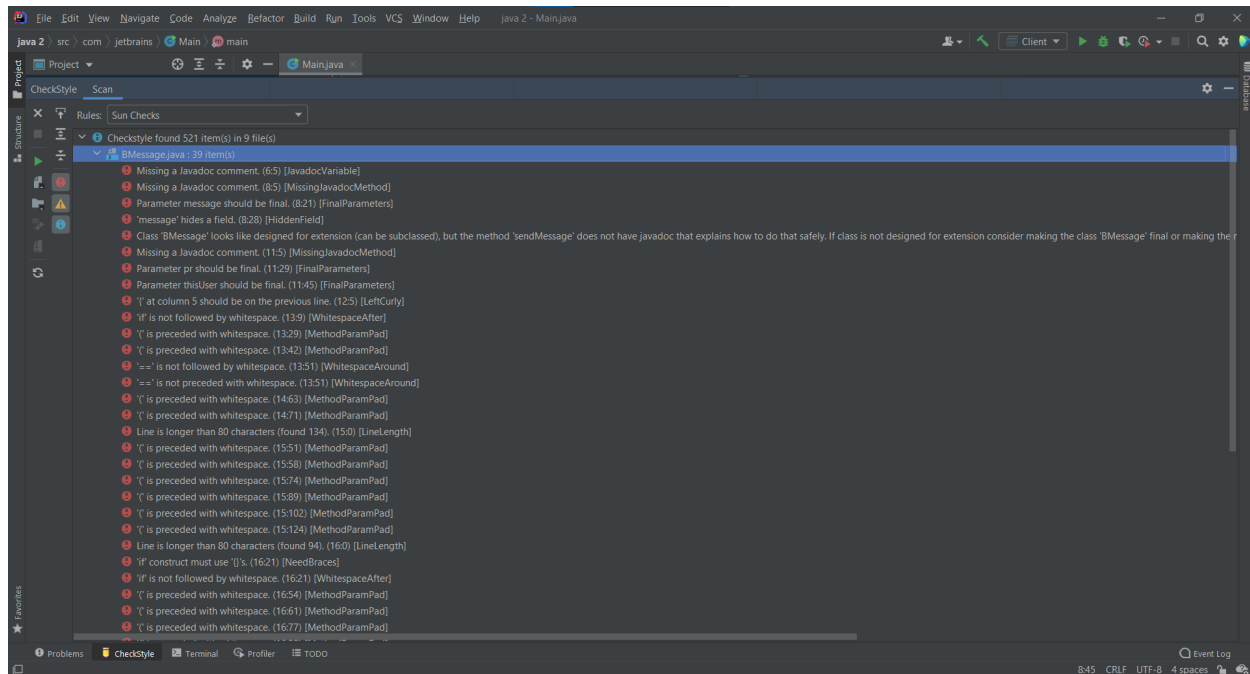 File Edit View Navigate Code Analyze Refactor Build Run Tools VCS Window Help java 2 - Main.java
java 2 src com jetbrains Main main Client
Project Main.java
CheckStyle Scan
Rules: Sun Checks
Checkstyle found 521 item(s) in 9 file(s)
BMessage.java : 39 item(s)
Missing a Javadoc comment. (6:5) [JavadocVariable]
Missing a Javadoc comment. (8:5) [MissingJavadocMethod]
Parameter message should be final. (8:21) [FinalParameters]
'message' hides a field. (8:28) [HiddenField]
Class 'BMessage' looks like designed for extension (can be subclassed), but the method 'sendMessage' does not have javadoc that explains how to do that safely. If class is not designed for extension consider making the class 'BMessage' final or making the
Missing a Javadoc comment. (11:5) [MissingJavadocMethod]
Parameter pr should be final. (11:29) [FinalParameters]
Parameter thisUser should be final. (11:45) [FinalParameters]
'{' at column 5 should be on the previous line. (12:5) [LeftCurly]
'if' is not followed by whitespace. (13:9) [WhitespaceAfter]
'(' is preceded with whitespace. (13:29) [MethodParamPad]
'(' is preceded with whitespace. (13:42) [MethodParamPad]
'==' is not followed by whitespace. (13:51) [WhitespaceAround]
'==' is not preceded with whitespace. (13:51) [WhitespaceAround]
'(' is preceded with whitespace. (14:63) [MethodParamPad]
'(' is preceded with whitespace. (14:71) [MethodParamPad]
Line is longer than 80 characters (found 134). (15:0) [LineLength]
'(' is preceded with whitespace. (15:51) [MethodParamPad]
'(' is preceded with whitespace. (15:58) [MethodParamPad]
'(' is preceded with whitespace. (15:74) [MethodParamPad]
'(' is preceded with whitespace. (15:89) [MethodParamPad]
'(' is preceded with whitespace. (15:102) [MethodParamPad]
'(' is preceded with whitespace. (15:124) [MethodParamPad]
Line is longer than 80 characters (found 94). (16:0) [LineLength]
'if' construct must use '{}'s. (16:21) [NeedBraces]
'if' is not followed by whitespace. (16:21) [WhitespaceAfter]
'(' is preceded with whitespace. (16:54) [MethodParamPad]
'(' is preceded with whitespace. (16:61) [MethodParamPad]
'(' is preceded with whitespace. (16:77) [MethodParamPad]
Problems CheckStyle Terminal Profiler TODO Event Log
8:45 CRLF UTF-8 4 spaces
Project
Structure
Favorites
Database